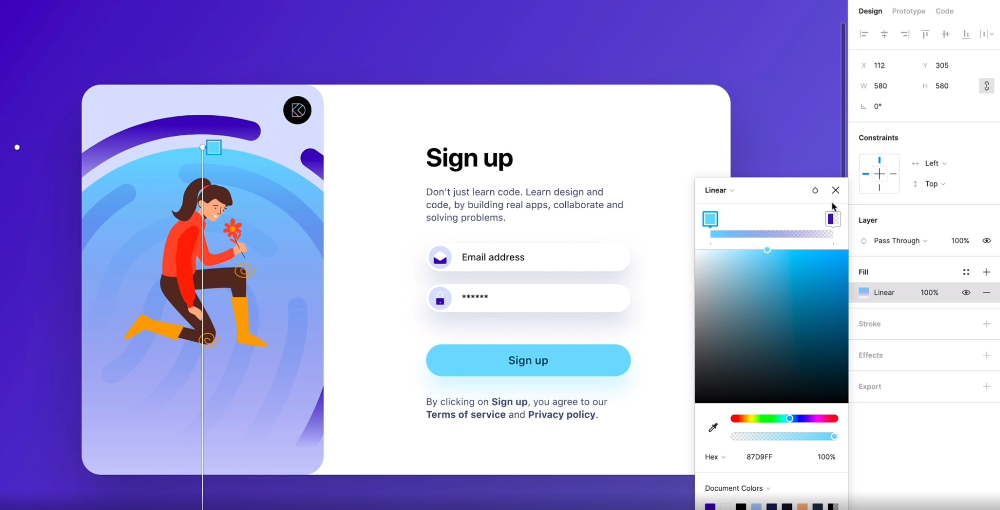 Design Prototype Code
X 112 Y 305
W 580 H 580
0°
Constraints
Left
Top
Layer
Pass Through 100%
Fill
Linear 100%
Stroke
Effects
Export
Sign up
Don’t just learn code. Learn design and
code, by building real apps, collaborate and
solving problems.
Email address
******
Sign up
By clicking on Sign up, you agree to our
Terms of service and Privacy policy.
Linear
Hex 87D9FF 100%
Document Colors